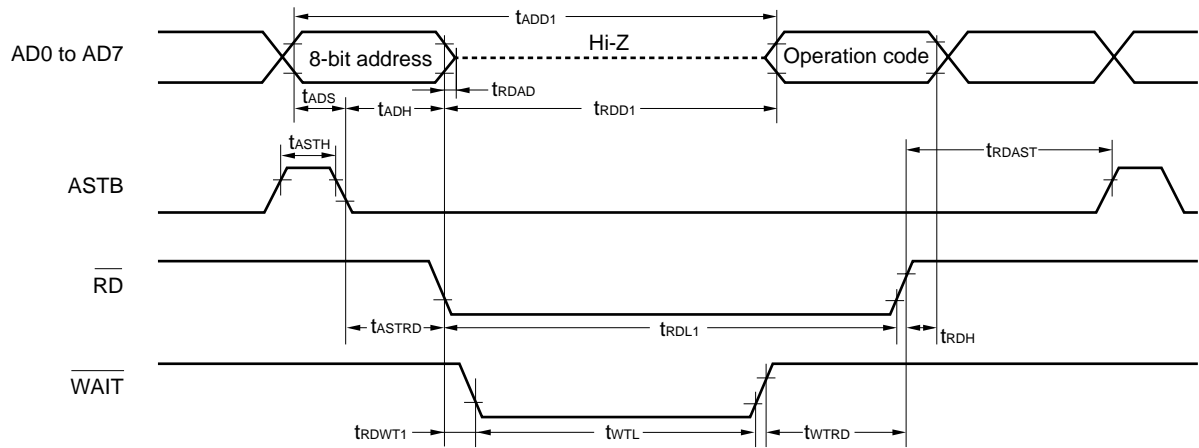 tADD1
AD0 to AD7
8-bit address
Hi-Z
Operation code
tRDAD
tADS
tADH
tRDD1
tASTH
tRDAST
ASTB
RD
tASTRD
tRDL1
tRDH
WAIT
tRDWT1
tWTL
tWTRD